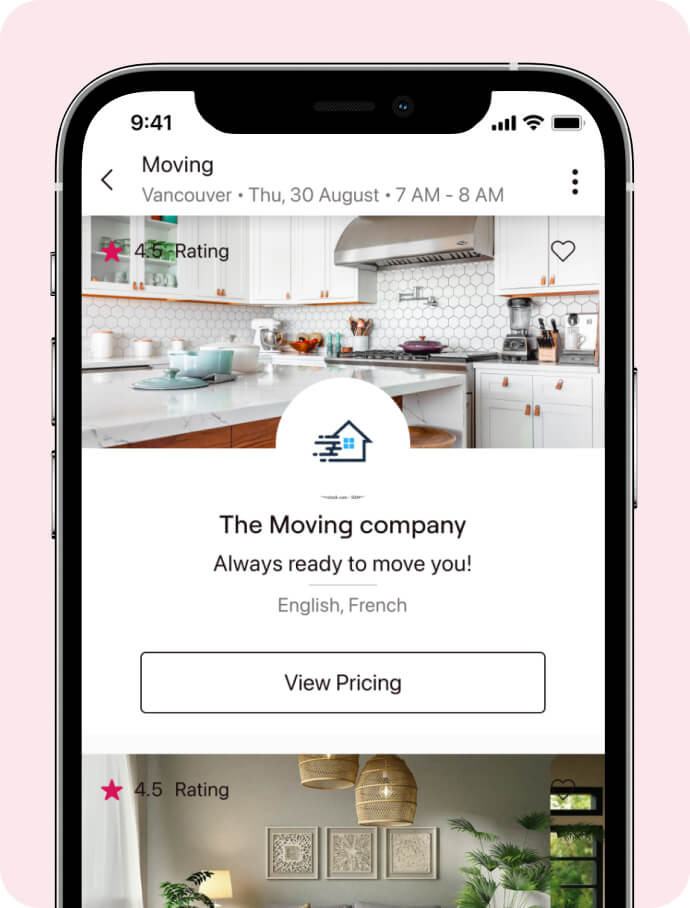 9:41
Moving
Vancouver • Thu, 30 August • 7 AM - 8 AM
4.5 Rating
The Moving company
Always ready to move you!
English, French
View Pricing
4.5 Rating